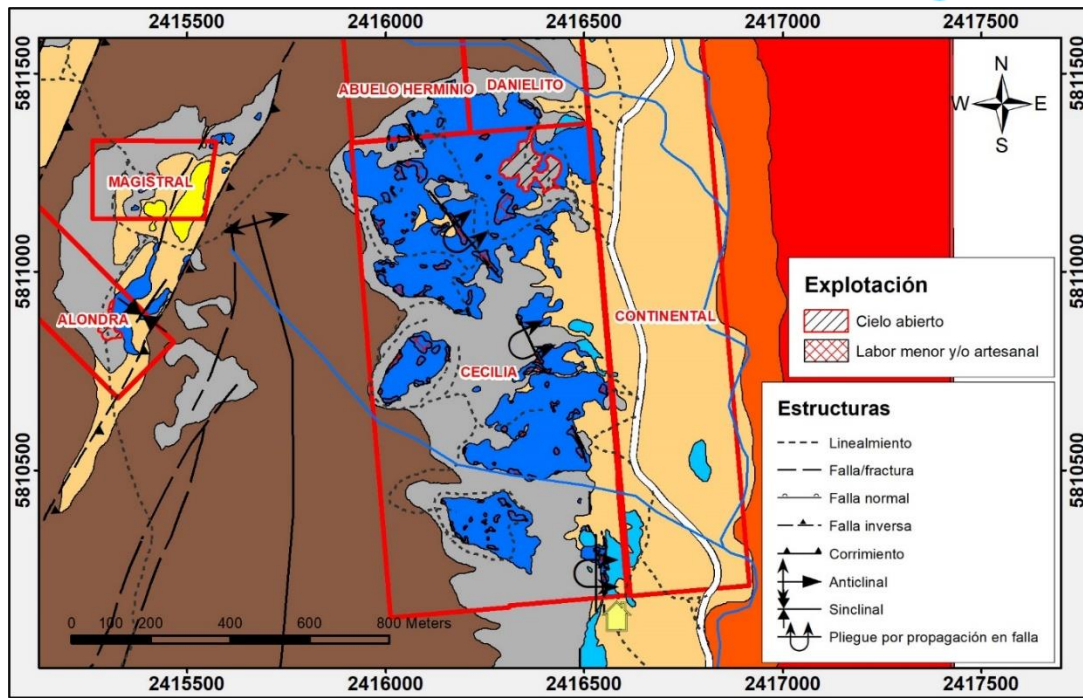 2415500 2416000 2416500 2417000 2417500
5811500 5811500
N
W E
S
ABUELO HERMINIO DANIELITO
MAGISTRAL
5811000 5811000
ALONDRA
CONTINENTAL
CECILIA
Explotación
Cielo abierto
Labor menor y/o artesanal
Estructuras
Linealmiento
Falla/fractura
Falla normal
Falla inversa
Corrimiento
Anticlinal
Sinclinal
Pliegue por propagación en falla
5810500 5810500
0 100 200 400 600 800 Meters
2415500 2416000 2416500 2417000 2417500